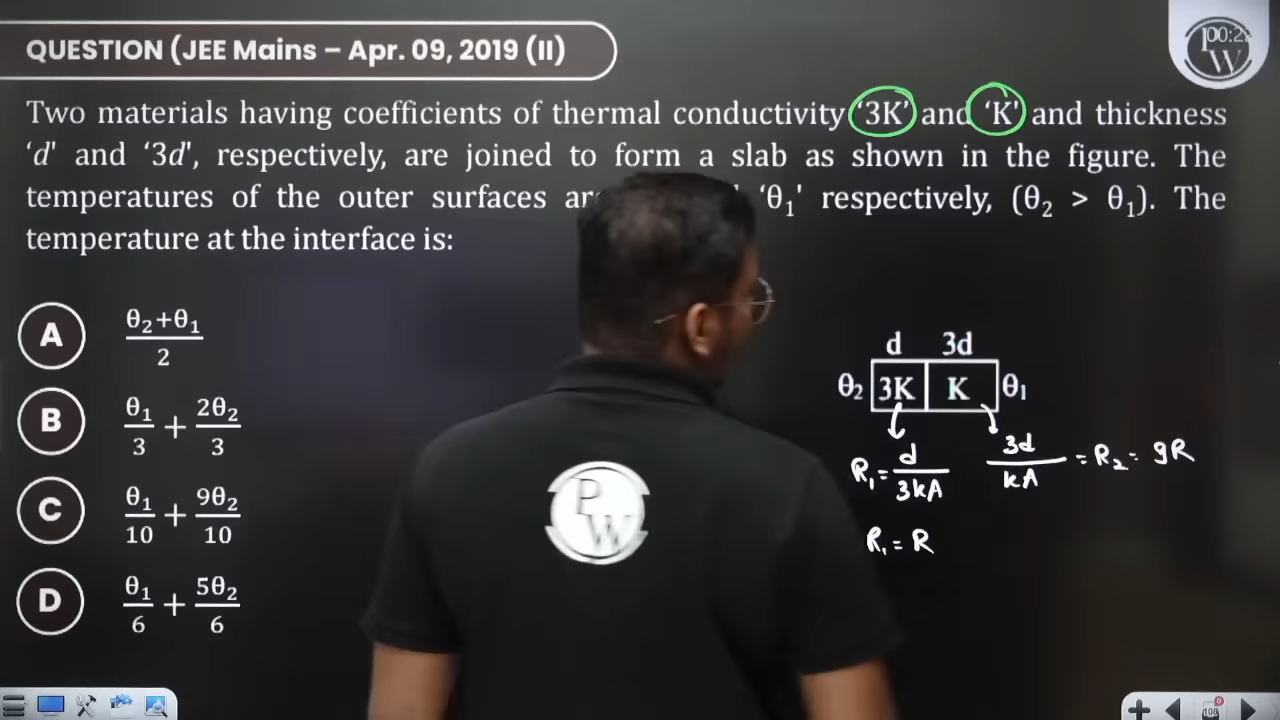 QUESTION (JEE Mains – Apr. 09, 2019 (II)
Two materials having coefficients of thermal conductivity ‘3K’ and ‘K’ and thickness
‘d’ and ‘3d’, respectively, are joined to form a slab as shown in the figure. The
temperatures of the outer surfaces ‘θ₁’ respectively, (θ₂ > θ₁). The
temperature at the interface is:
A (θ₂+θ₁)/2
B θ₁/3 + 2θ₂/3
C θ₁/10 + 9θ₂/10
D θ₁/6 + 5θ₂/6
d 3d
θ₂ 3K K θ₁
R₁ = d/3kA 3d/kA = R₂ = 9R
R₁ = R
PW
PW
108